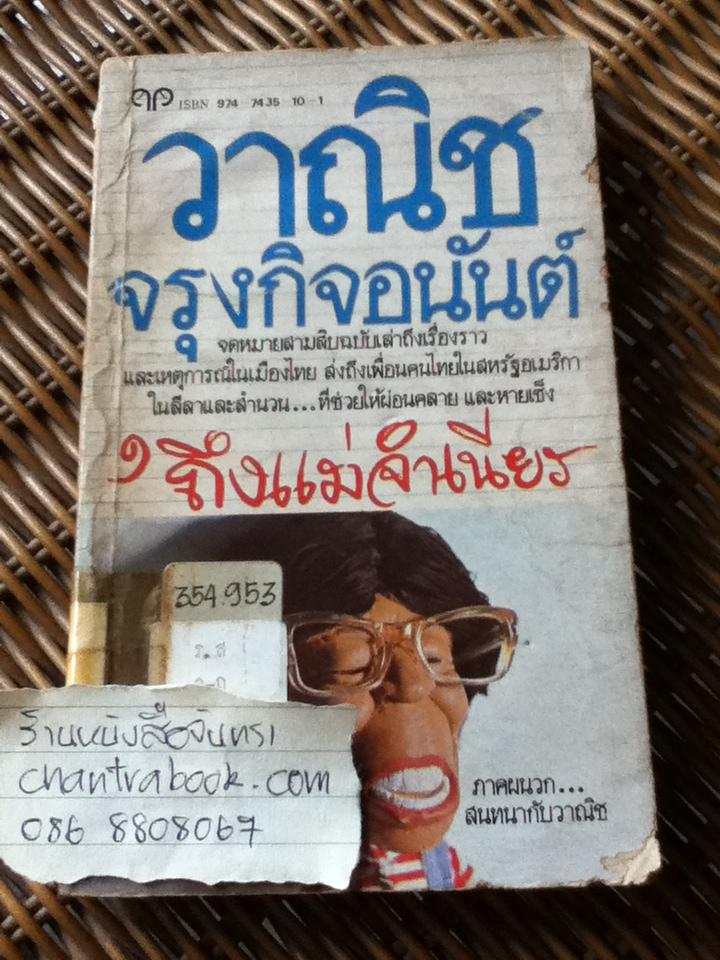 ISBN 974 7435 10 - 1
วาณิช
จรุงกิจอนันต์
จดหมายสามสิบฉบับเล่าถึงเรื่องราว
และเหตุการณ์ในเมืองไทย ส่งถึงเพื่อนคนไทยในสหรัฐอเมริกา
ในลีลาและสำนวน...ที่ช่วยให้ผ่อนคลาย และหายเซ็ง
ถึงแม่จำเนียร
354.953
ภาคผนวก...
สนทนากับวาณิช
ร้านหนังสือจันทรา
chantrabook.com
086 8808067